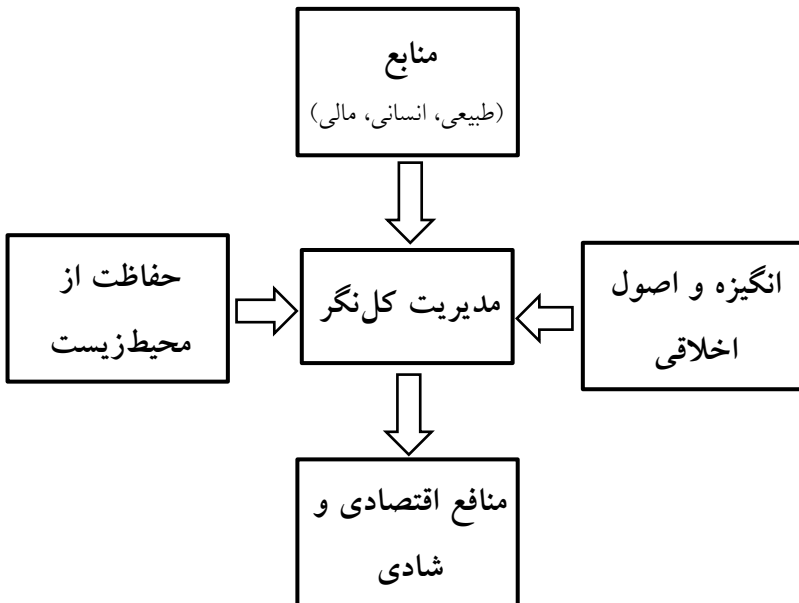 منابع
(طبیعی، انسانی، مالی)
انگیزه و اصول
اخلاقی
مدیریت کل‌نگر
حفاظت از
محیط‌زیست
منافع اقتصادی و
شادی